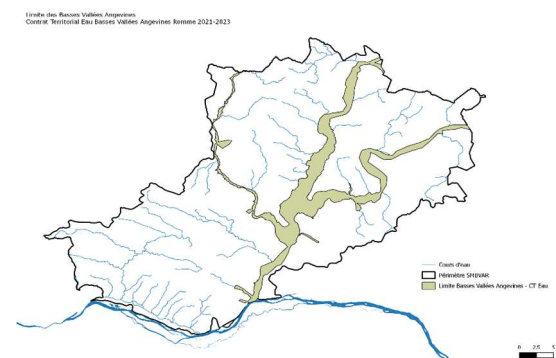 Limite des Basses Vallées Angevines
Contrat Territorial Eau Basses Vallées Angevines Romme 2021-2023
Cours d'eau
Périmètre SMBVAR
Limite Basses Vallées Angevines - CT Eau
0 2,5